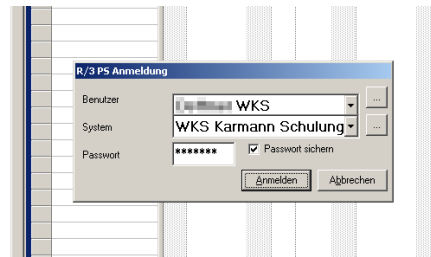 R/3 PS Anmeldung
Benutzer WKS ...
System WKS Karmann Schulung ...
Passwort ******* Passwort sichern
Anmelden Abbrechen